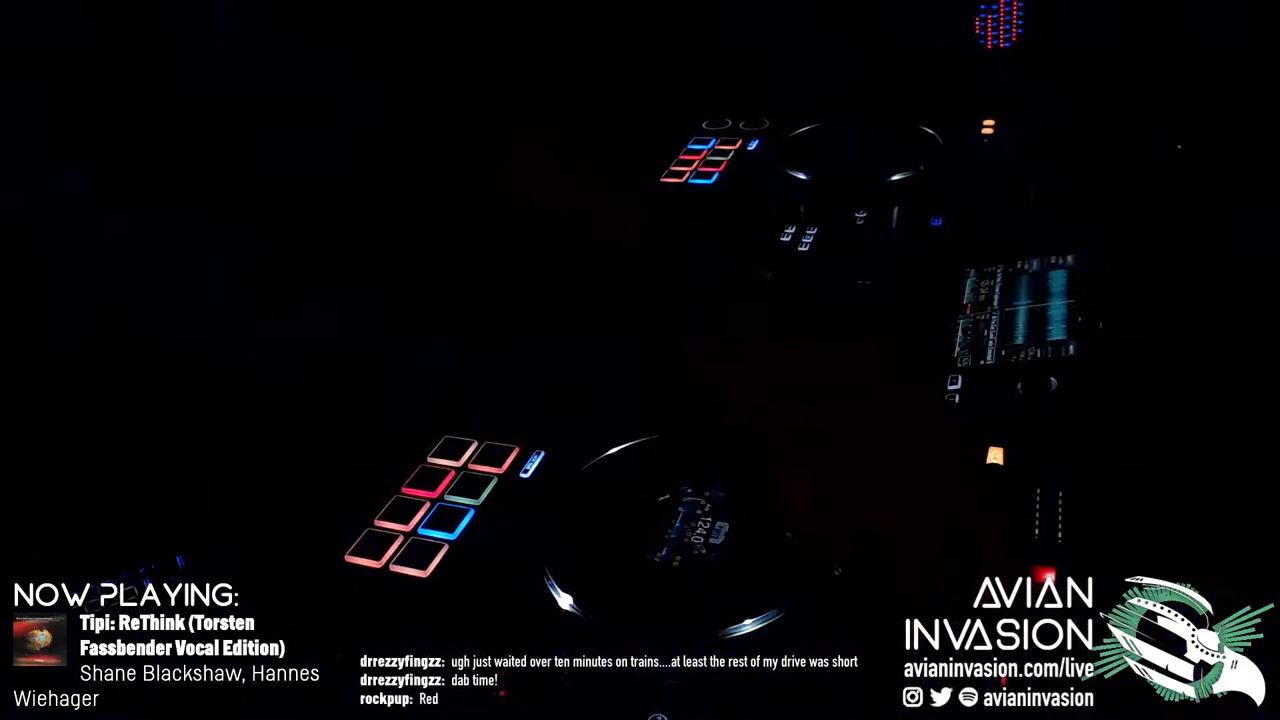 124.0
NOW PLAYING:
Tipi: ReThink (Torsten
Fassbender Vocal Edition)
Shane Blackshaw, Hannes
Wiehager
drrezzyfingzz: ugh just waited over ten minutes on trains....at least the rest of my drive was short
drrezzyfingzz: dab time!
rockpup: Red
AVIAN
INVASION
avianinvasion.com/live
avianinvasion